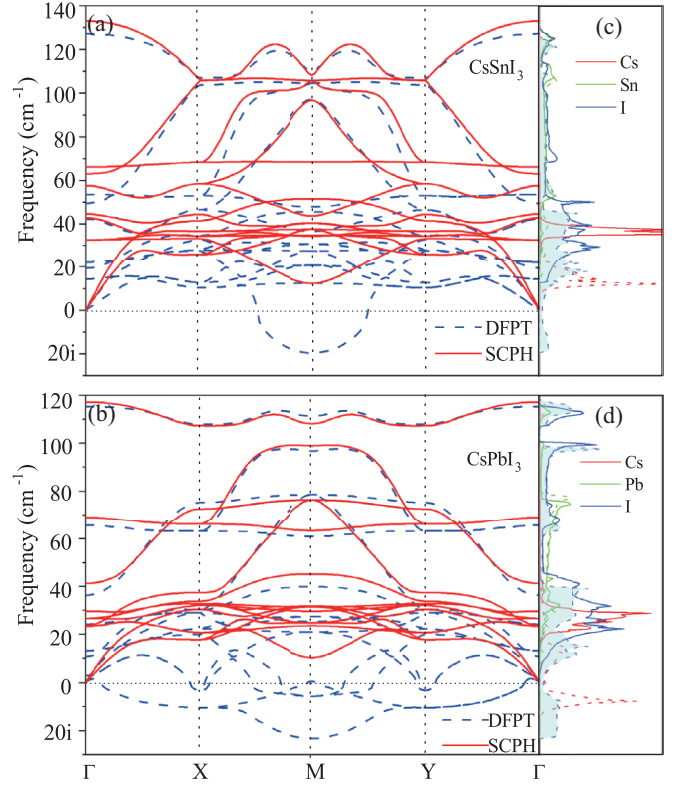 (a)
CsSnI3
Frequency (cm -1)
140
120
100
80
60
40
20
0
20i
DFPT
SCPH
(c)
Cs
Sn
I
(b)
CsPbI3
Frequency (cm -1)
120
100
80
60
40
20
0
20i
DFPT
SCPH
(d)
Cs
Pb
I
Γ X M Y Γ